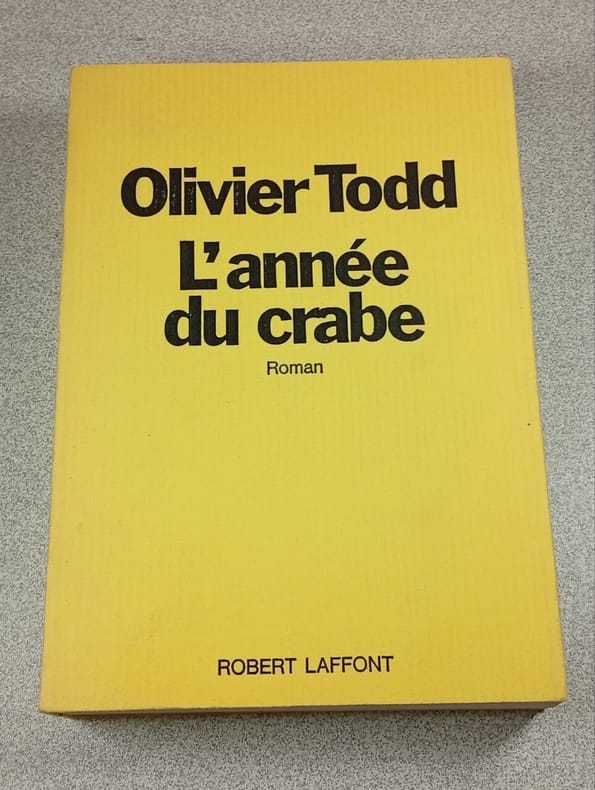 Olivier Todd
L'année
du crabe
Roman
ROBERT LAFFONT